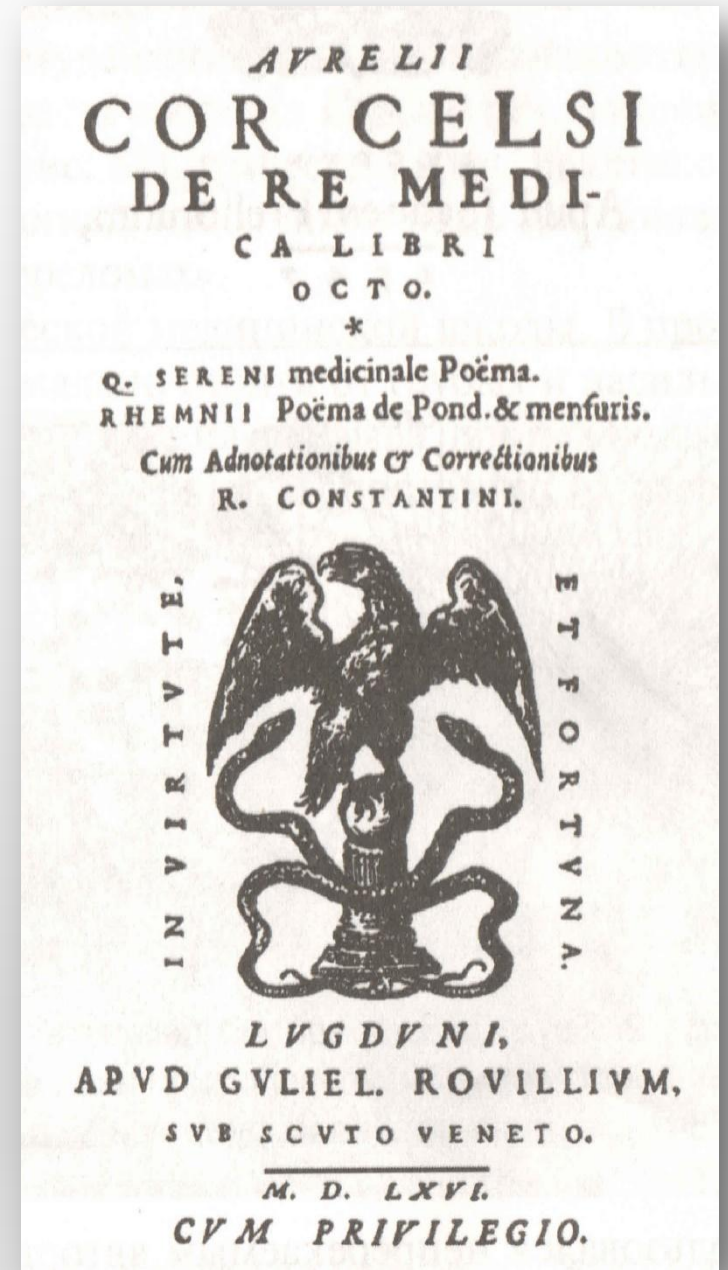 AVRELII
COR CELSI
DE RE MEDI-
CA LIBRI
OCTO.
*
Q. SERENI medicinale Poëma.
RHEMNII Poëma de Pond. & menſuris.
Cum Adnotationibus & Correctionibus
R. CONSTANTINI.
IN VIRTVTE,
ET FORTVNA.
LVGDVNI,
APVD GVLIEL. ROVILLIVM,
SVB SCVTO VENETO.
M. D. LXVI.
CVM PRIVILEGIO.